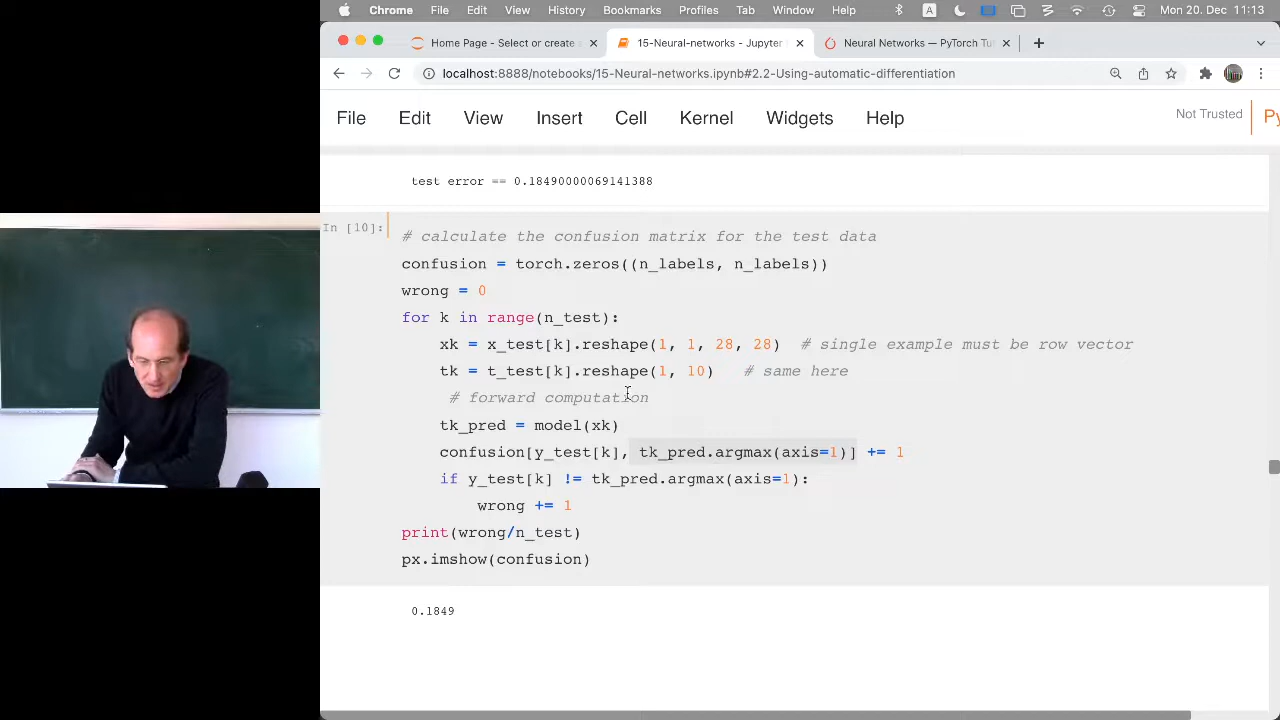 Chrome File Edit View History Bookmarks Profiles Tab Window Help A Mon 20. Dec 11:13
Home Page - Select or create a 15-Neural-networks - Jupyter Neural Networks — PyTorch Tut
localhost:8888/notebooks/15-Neural-networks.ipynb#2.2-Using-automatic-differentiation
File Edit View Insert Cell Kernel Widgets Help Not Trusted Py
test error == 0.18490000069141388
In [10]:
# calculate the confusion matrix for the test data
confusion = torch.zeros((n_labels, n_labels))
wrong = 0
for k in range(n_test):
xk = x_test[k].reshape(1, 1, 28, 28) # single example must be row vector
tk = t_test[k].reshape(1, 10) # same here
# forward computation
tk_pred = model(xk)
confusion[y_test[k], tk_pred.argmax(axis=1)] += 1
if y_test[k] != tk_pred.argmax(axis=1):
wrong += 1
print(wrong/n_test)
px.imshow(confusion)
0.1849